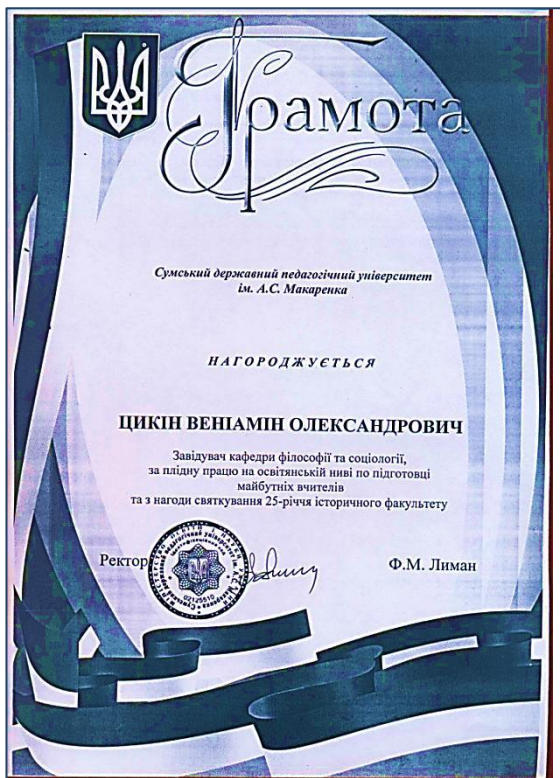 Грамота
Сумський державний педагогічний університет
ім. А.С. Макаренка
НАГОРОДЖУЄТЬСЯ
ЦИКІН ВЕНІАМІН ОЛЕКСАНДРОВИЧ
Завідувач кафедри філософії та соціології,
за плідну працю на освітянській ниві по підготовці
майбутніх вчителів
та з нагоди святкування 25-річчя історичного факультету
Ректор
Ф.М. Лиман
02125510